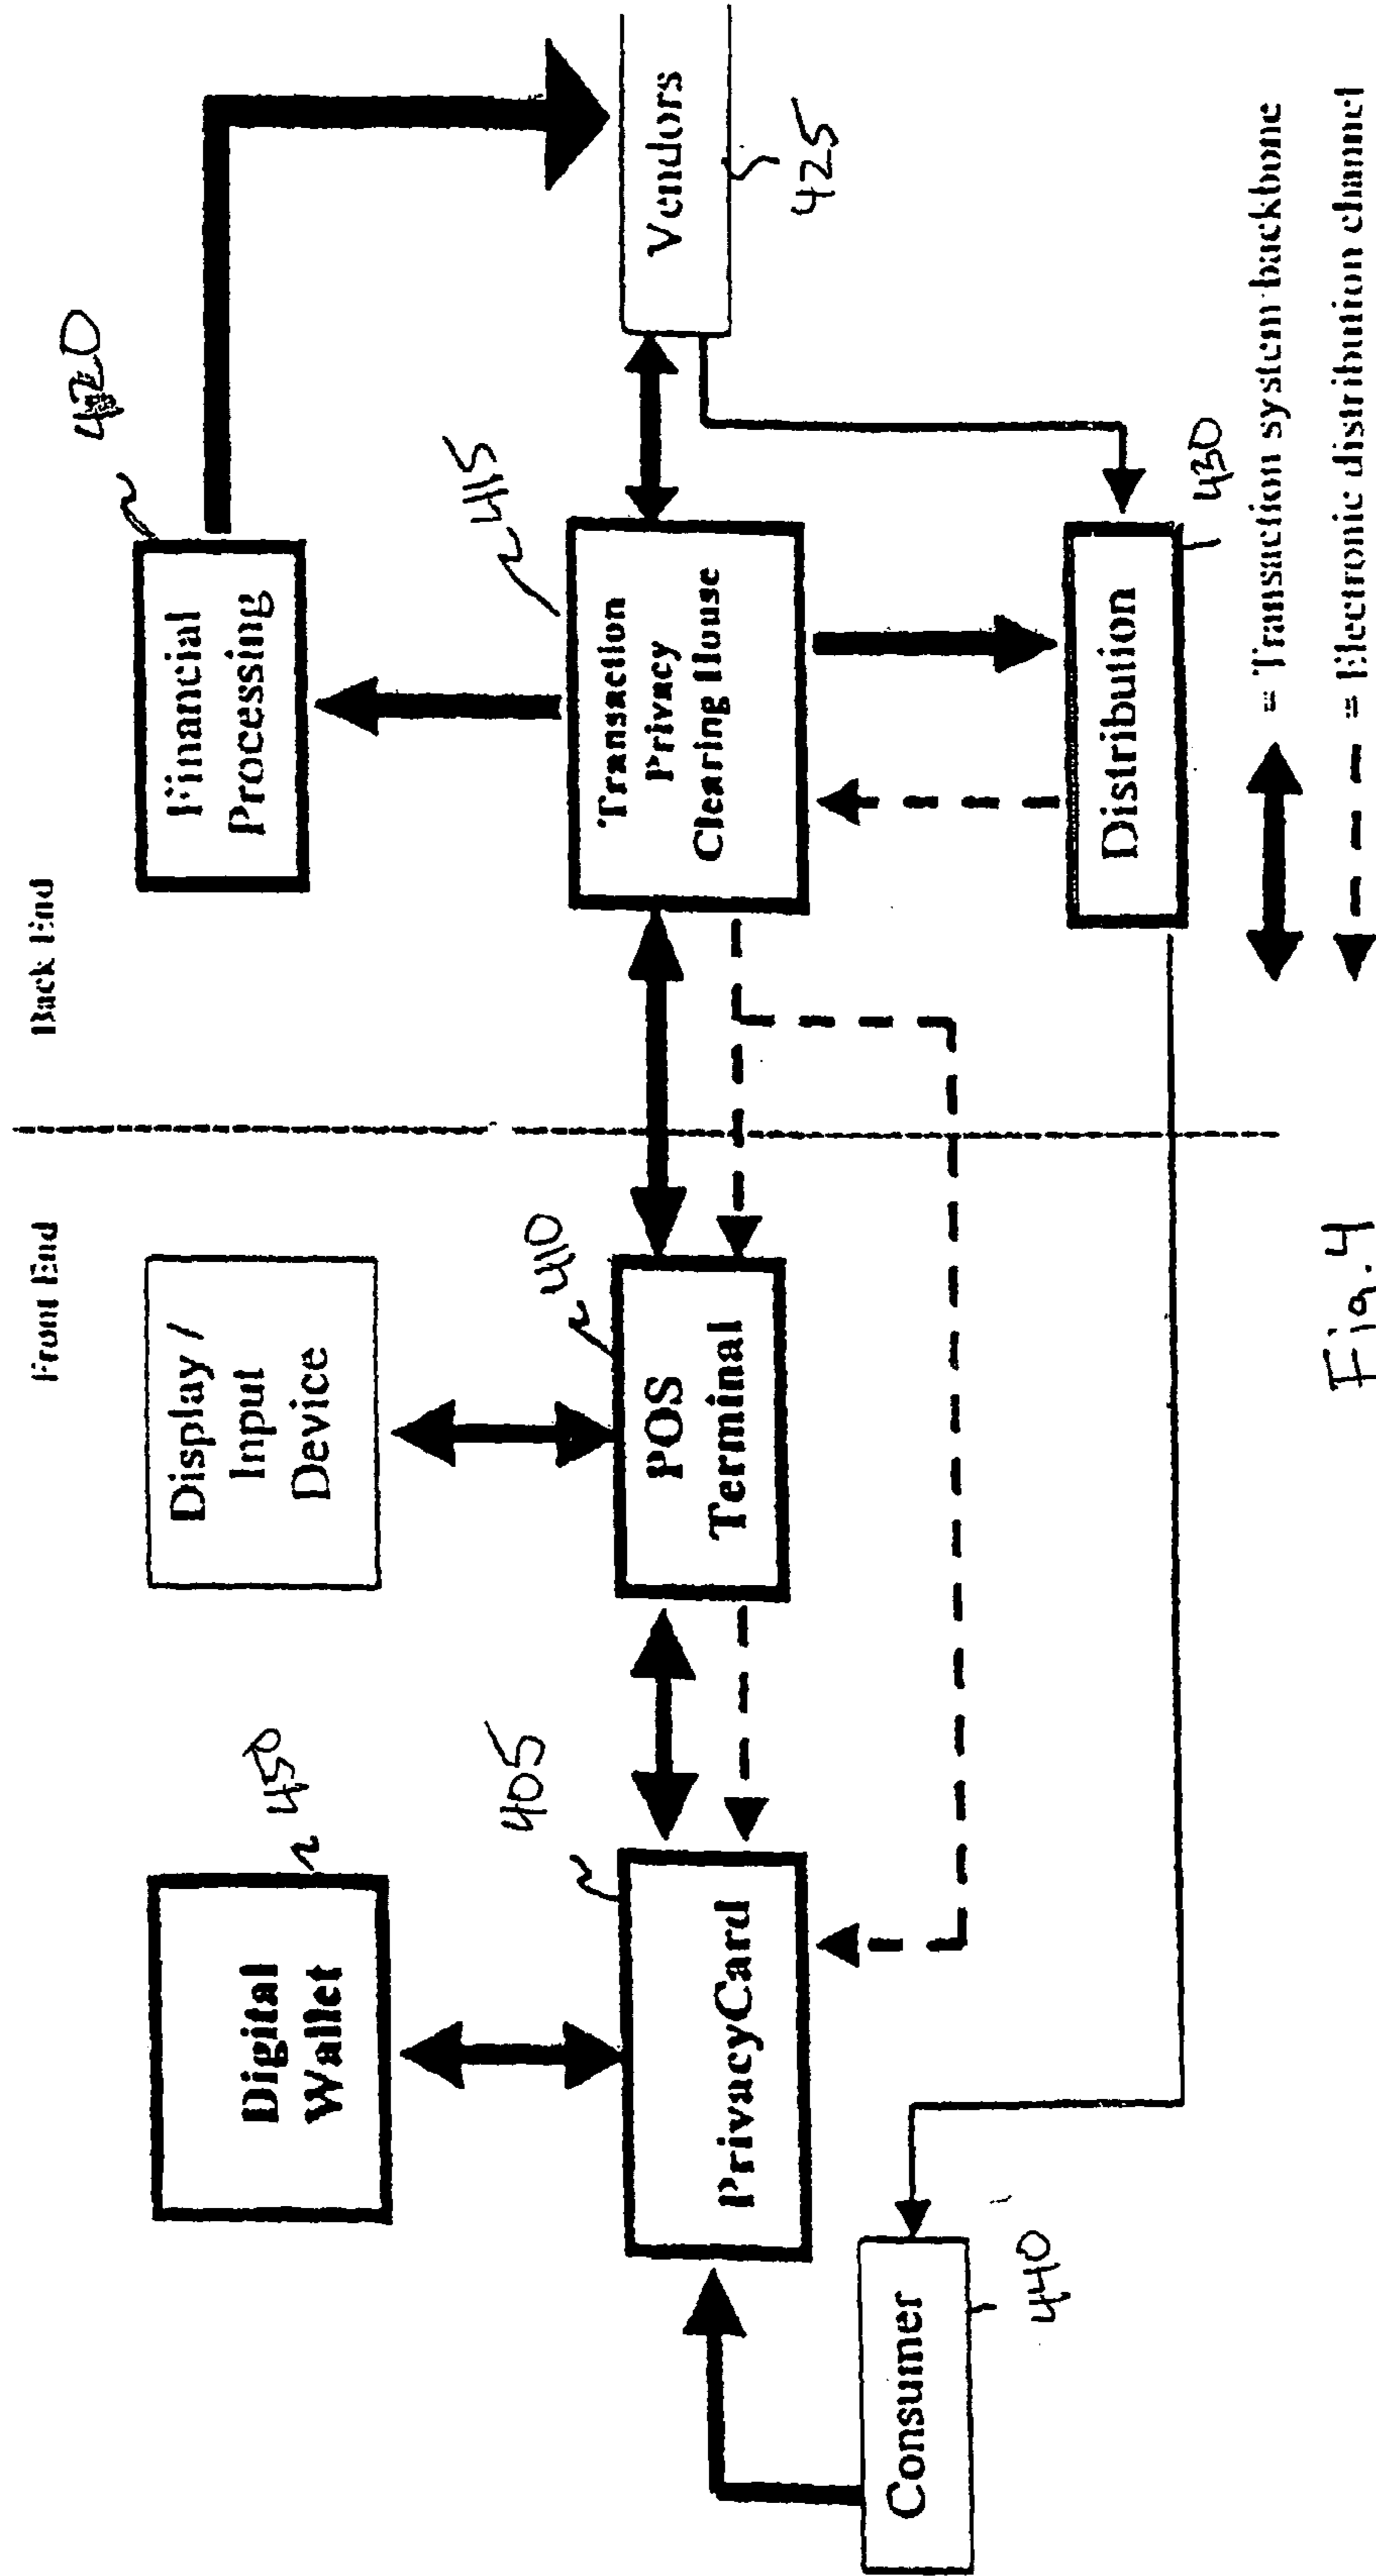 Front End
Back End
Digital
Wallet
450
Display /
Input
Device
Financial
Processing
420
405
PrivacyCard
410
POS
Terminal
415
Transaction
Privacy
Clearing House
Vendors
425
Consumer
440
Distribution
430
= Transaction system backbone
= Electronic distribution channel
Fig. 4